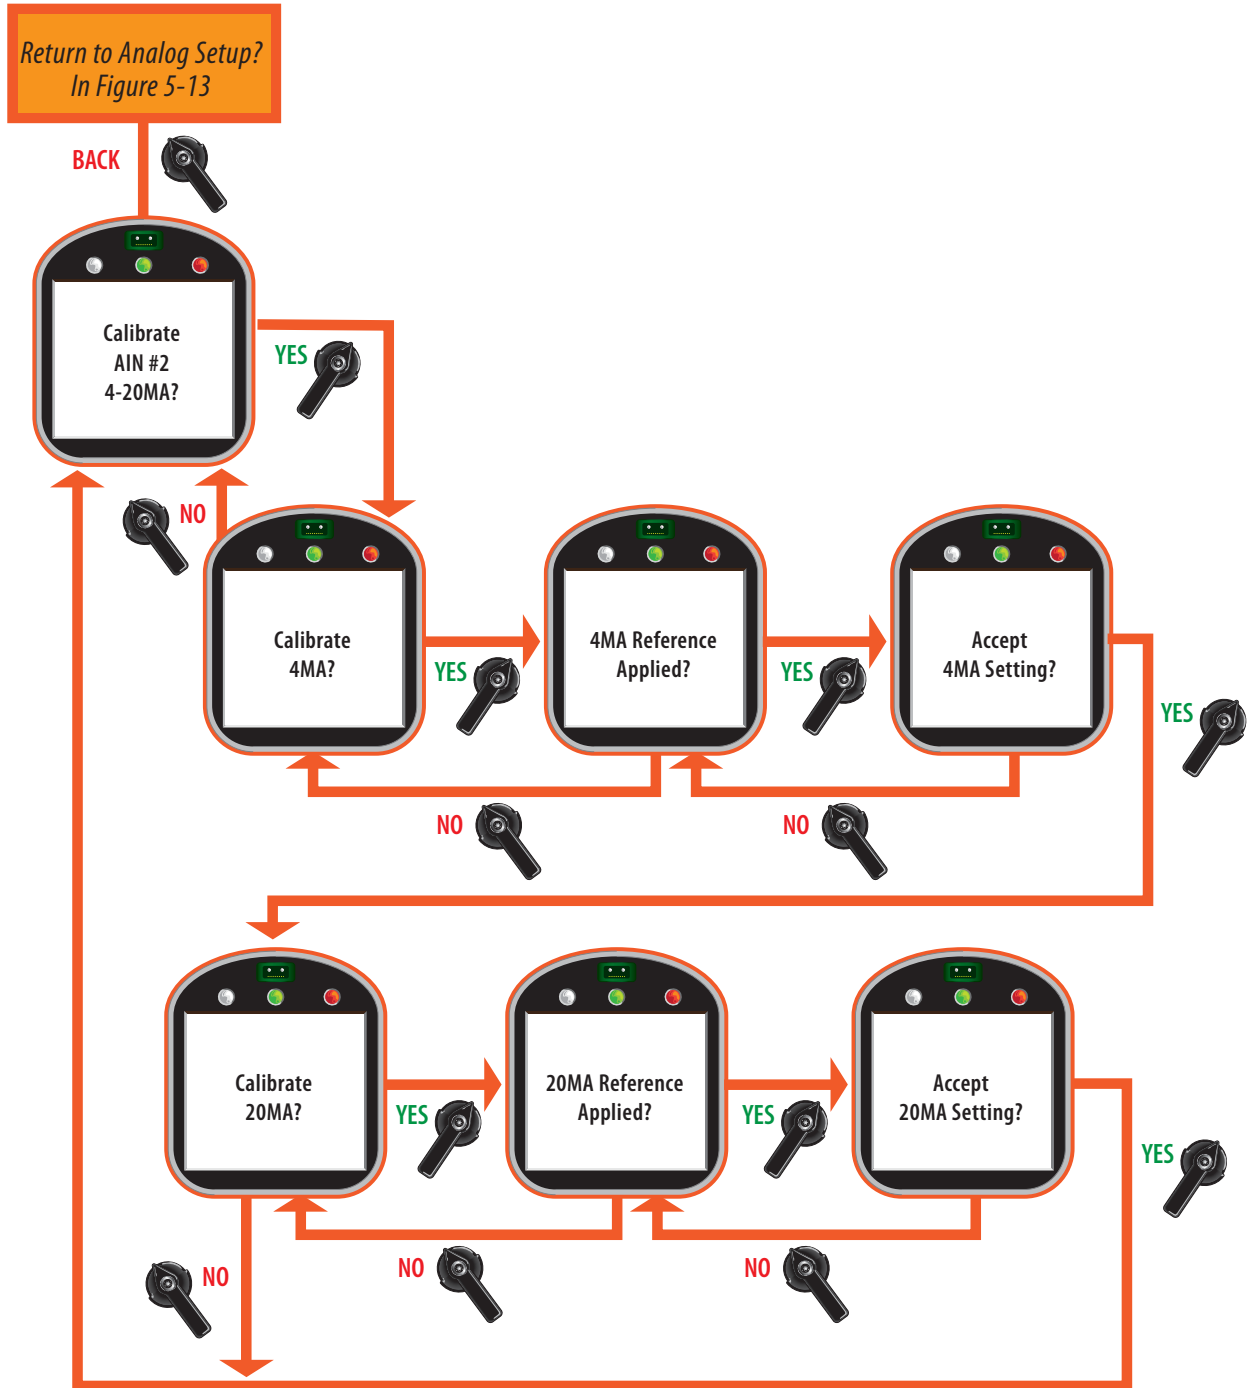 Return to Analog Setup?
In Figure 5-13
BACK
Calibrate
AIN #2
4-20MA?
YES
NO
Calibrate
4MA?
YES
4MA Reference
Applied?
YES
Accept
4MA Setting?
YES
NO
NO
Calibrate
20MA?
YES
20MA Reference
Applied?
YES
Accept
20MA Setting?
YES
NO
NO
NO